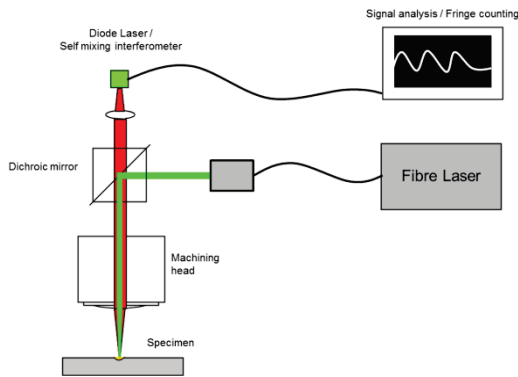 Signal analysis / Fringe counting
Diode Laser /
Self mixing interferometer
Dichroic mirror
Fibre Laser
Machining
head
Specimen